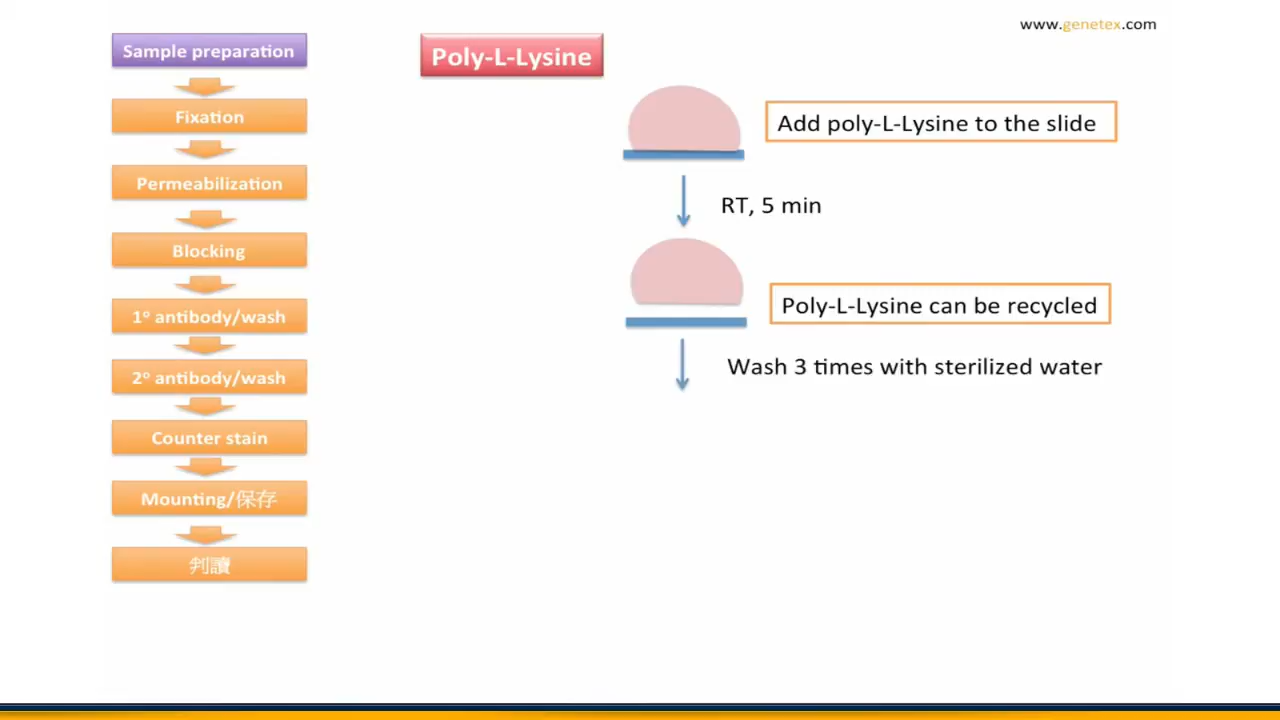 www.genetex.com
Sample preparation
Fixation
Permeabilization
Blocking
1º antibody/wash
2º antibody/wash
Counter stain
Mounting/保存
判讀
Poly-L-Lysine
Add poly-L-Lysine to the slide
RT, 5 min
Poly-L-Lysine can be recycled
Wash 3 times with sterilized water